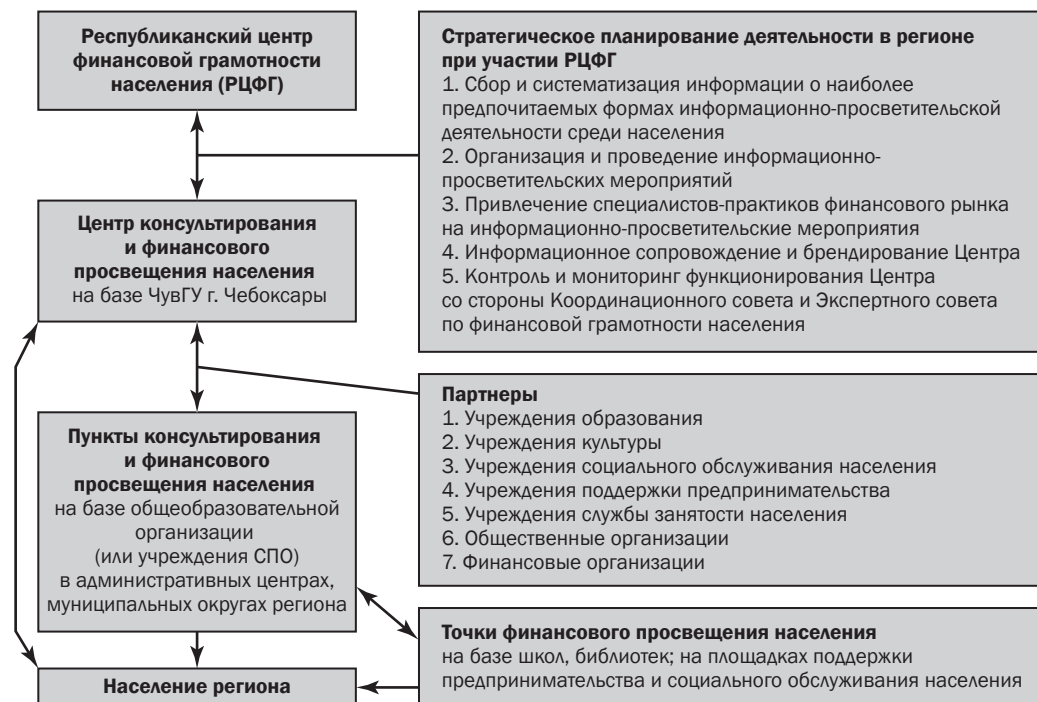 Республиканский центр
финансовой грамотности
населения (РЦФГ)
Стратегическое планирование деятельности в регионе
при участии РЦФГ
1. Сбор и систематизация информации о наиболее
предпочитаемых формах информационно-просветительской
деятельности среди населения
2. Организация и проведение информационно-
просветительских мероприятий
3. Привлечение специалистов-практиков финансового рынка
на информационно-просветительские мероприятия
4. Информационное сопровождение и брендирование Центра
5. Контроль и мониторинг функционирования Центра
со стороны Координационного совета и Экспертного совета
по финансовой грамотности населения
Центр консультирования
и финансового
просвещения населения
на базе ЧувГУ г. Чебоксары
Партнеры
1. Учреждения образования
2. Учреждения культуры
3. Учреждения социального обслуживания населения
4. Учреждения поддержки предпринимательства
5. Учреждения службы занятости населения
6. Общественные организации
7. Финансовые организации
Пункты консультирования
и финансового
просвещения населения
на базе общеобразовательной
организации
(или учреждения СПО)
в административных центрах,
муниципальных округах региона
Точки финансового просвещения населения
на базе школ, библиотек; на площадках поддержки
предпринимательства и социального обслуживания населения
Население региона